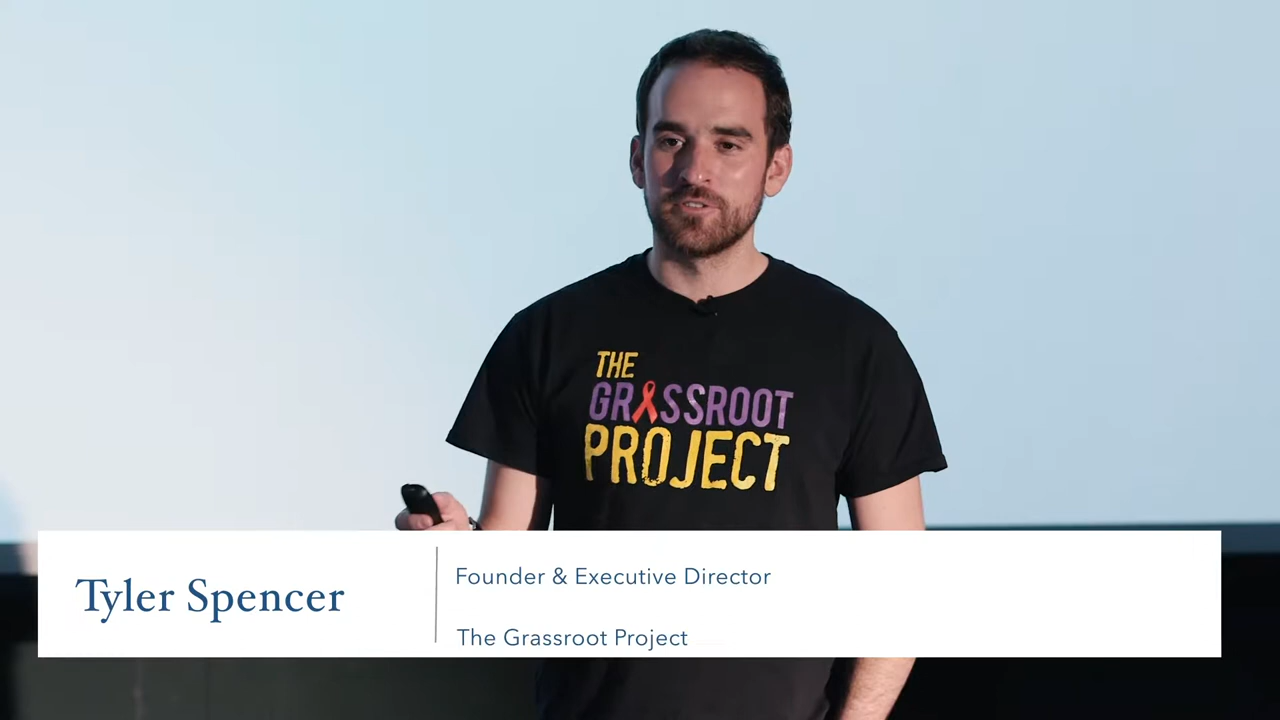 THE
GRASSROOT
PROJECT
Tyler Spencer
Founder & Executive Director
The Grassroot Project